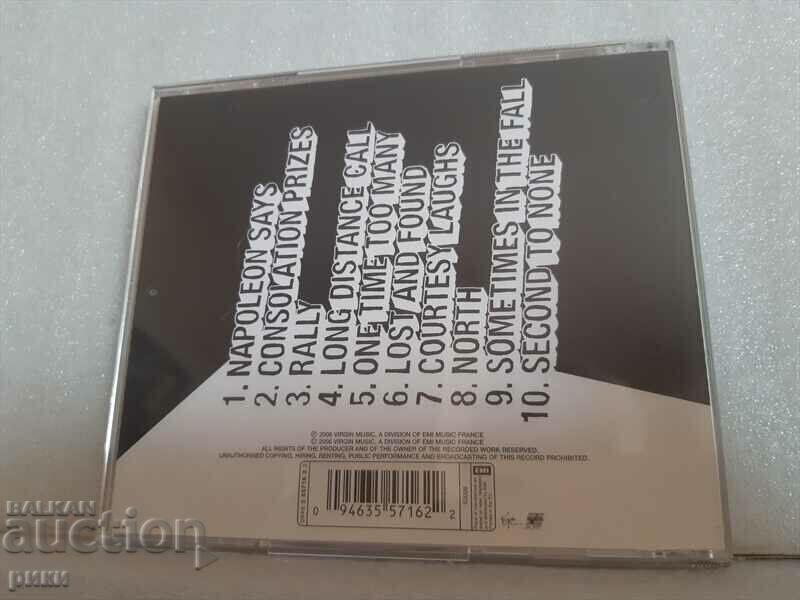 1. NAPOLEON SAYS
2. CONSOLATION PRIZES
3. RALLY
4. LONG DISTANCE CALL
5. ONE TIME TOO MANY
6. LOST AND FOUND
7. COURTESY LAUGHS
8. NORTH
9. SOMETIMES IN THE FALL
10. SECOND TO NONE
℗ 2006 VIRGIN MUSIC, A DIVISION OF EMI MUSIC FRANCE
© 2006 VIRGIN MUSIC, A DIVISION OF EMI MUSIC FRANCE
ALL RIGHTS OF THE PRODUCER AND OF THE OWNER OF THE RECORDED WORK RESERVED.
UNAUTHORISED COPYING, HIRING, RENTING, PUBLIC PERFORMANCE AND BROADCASTING OF THIS RECORD PROHIBITED.
0 94635 57162 2
EMI
Virgin
БАЛКАН
auction
рики